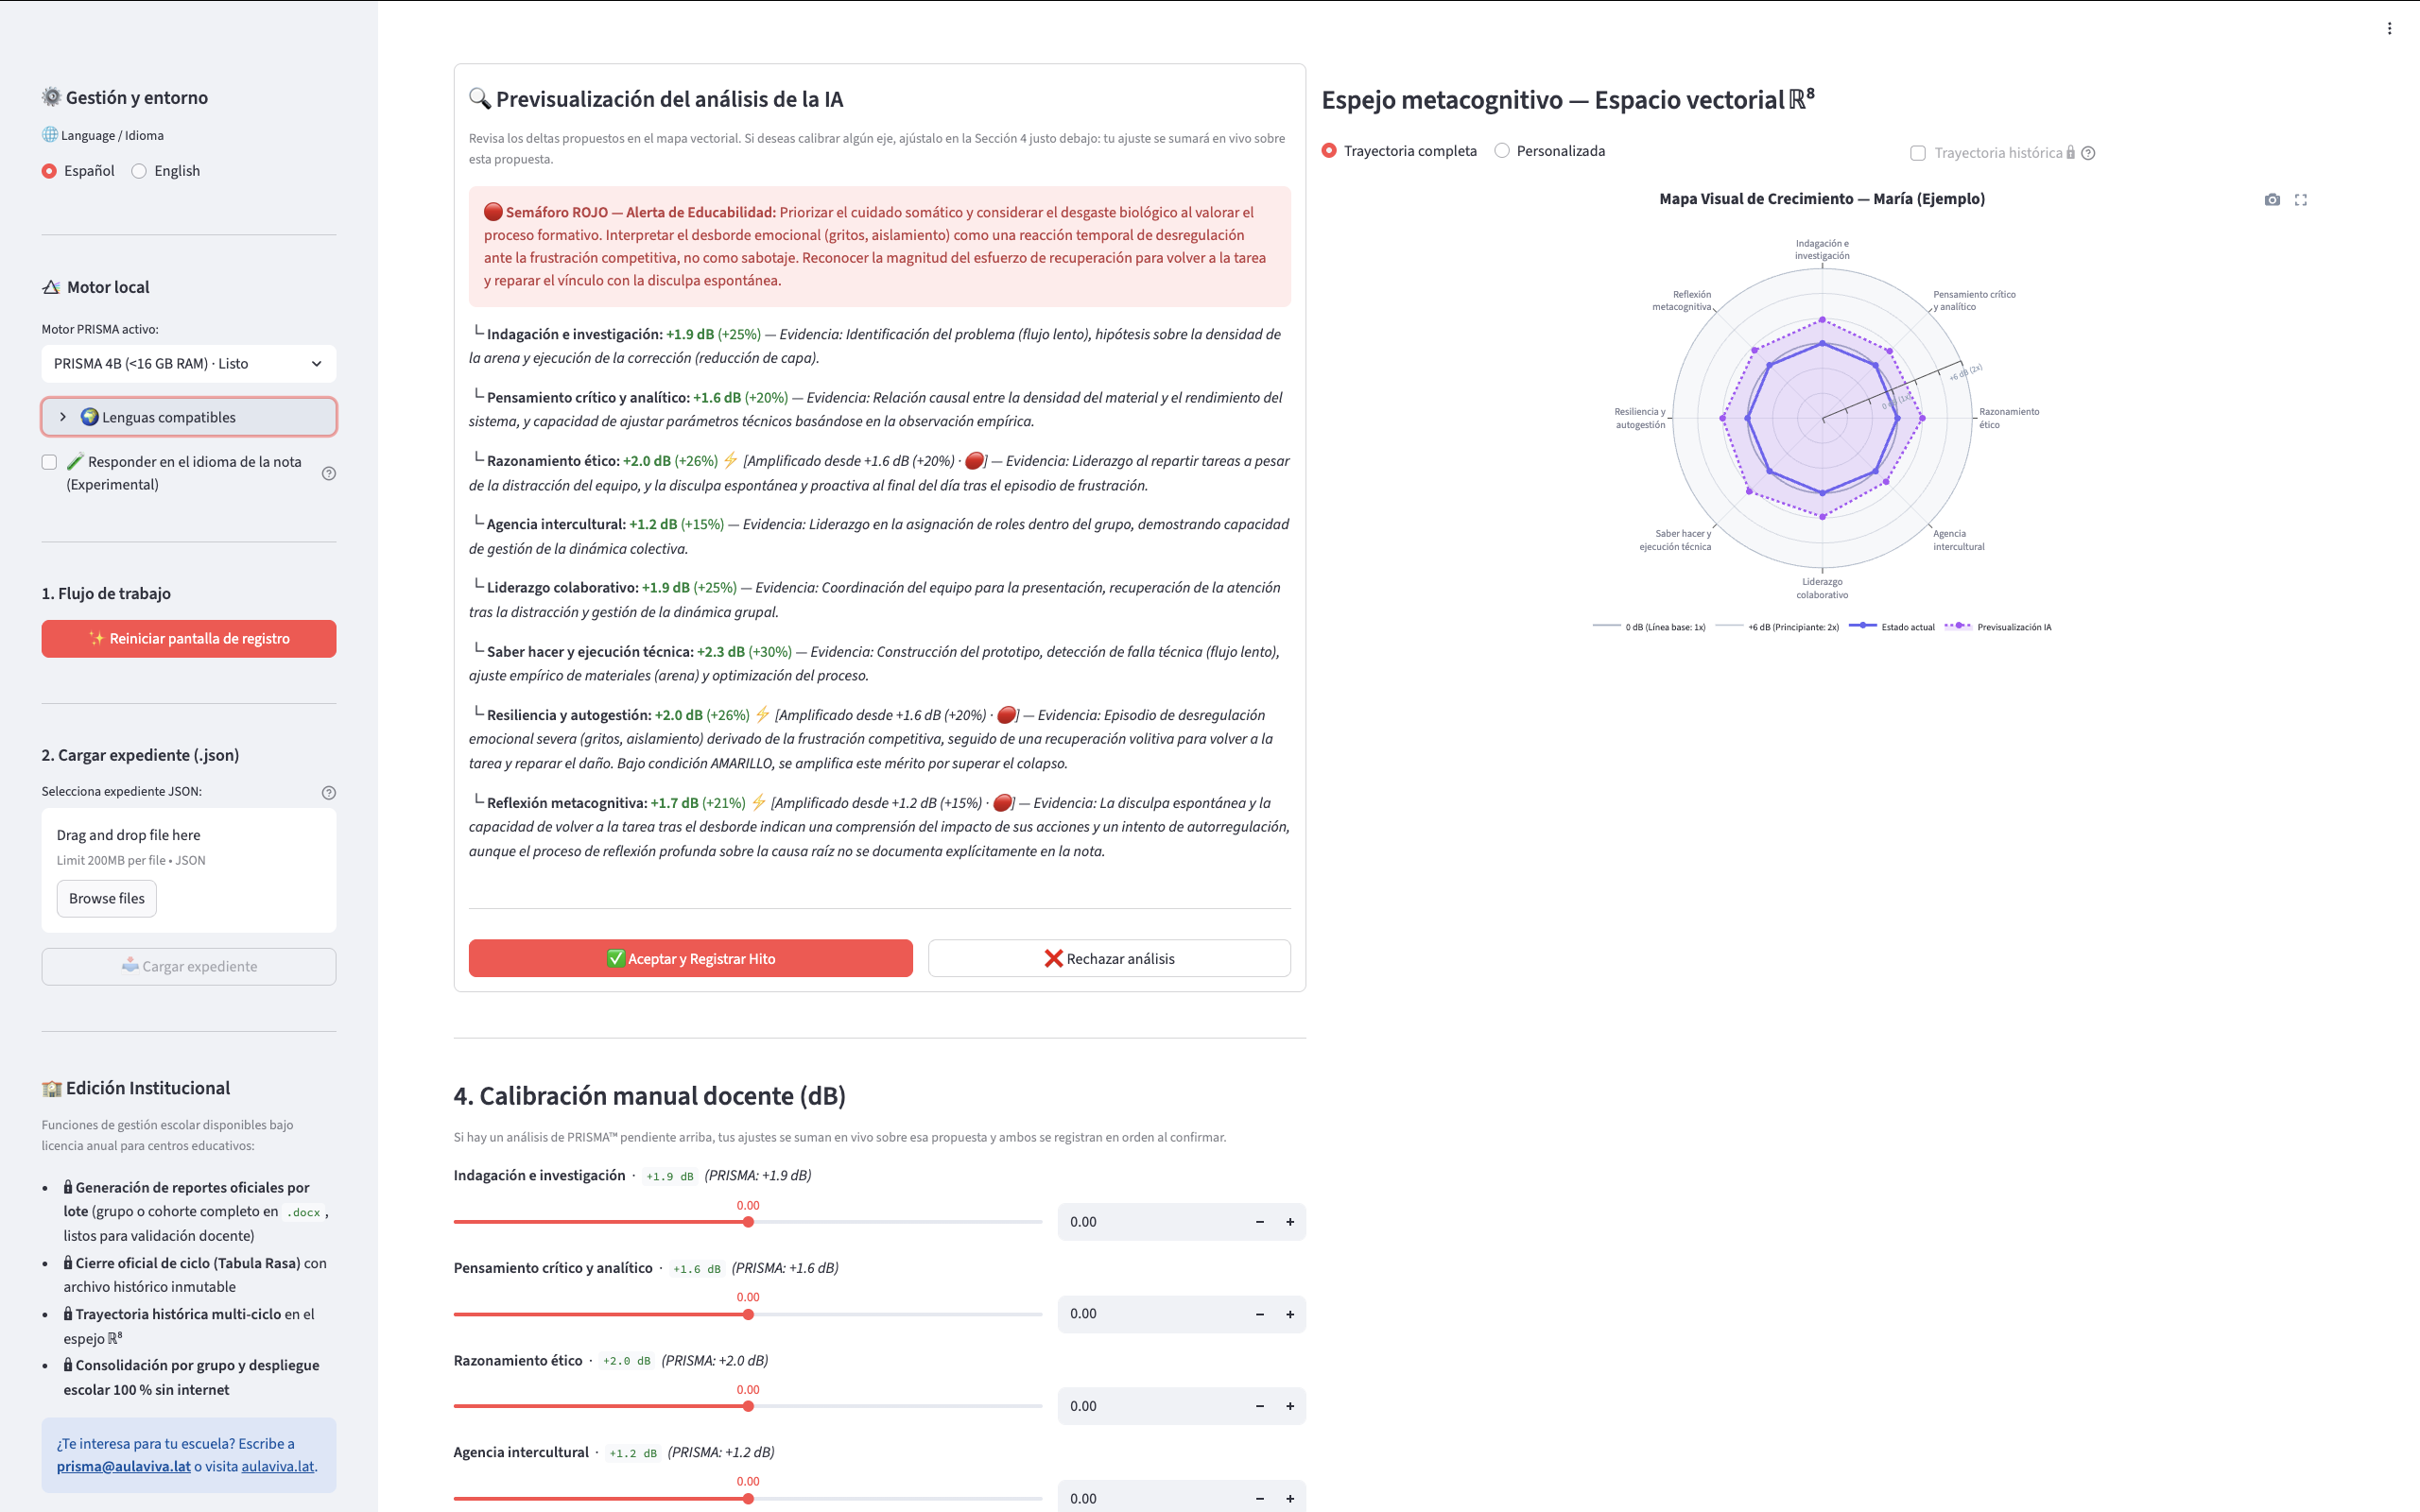 ⚙️ Gestión y entorno
🌐 Language / Idioma
Español
English
Motor local
Motor PRISMA activo:
PRISMA 4B (<16 GB RAM) · Listo
🌍 Lenguas compatibles
🧪 Responder en el idioma de la nota
(Experimental)
1. Flujo de trabajo
✨ Reiniciar pantalla de registro
2. Cargar expediente (.json)
Selecciona expediente JSON:
Drag and drop file here
Limit 200MB per file • JSON
Browse files
📥 Cargar expediente
🏫 Edición Institucional
Funciones de gestión escolar disponibles bajo
licencia anual para centros educativos:
• 🔒 Generación de reportes oficiales por
lote (grupo o cohorte completo en .docx ,
listos para validación docente)
• 🔒 Cierre oficial de ciclo (Tabula Rasa) con
archivo histórico inmutable
• 🔒 Trayectoria histórica multi-ciclo en el
espejo ℝ⁸
• 🔒 Consolidación por grupo y despliegue
escolar 100 % sin internet
¿Te interesa para tu escuela? Escribe a
prisma@aulaviva.lat o visita aulaviva.lat.
🔍 Previsualización del análisis de la IA
Revisa los deltas propuestos en el mapa vectorial. Si deseas calibrar algún eje, ajústalo en la Sección 4 justo debajo: tu ajuste se sumará en vivo sobre
esta propuesta.
🔴 Semáforo ROJO — Alerta de Educabilidad: Priorizar el cuidado somático y considerar el desgaste biológico al valorar el
proceso formativo. Interpretar el desborde emocional (gritos, aislamiento) como una reacción temporal de desregulación
ante la frustración competitiva, no como sabotaje. Reconocer la magnitud del esfuerzo de recuperación para volver a la tarea
y reparar el vínculo con la disculpa espontánea.
└ Indagación e investigación: +1.9 dB (+25%) — Evidencia: Identificación del problema (flujo lento), hipótesis sobre la densidad de
la arena y ejecución de la corrección (reducción de capa).
└ Pensamiento crítico y analítico: +1.6 dB (+20%) — Evidencia: Relación causal entre la densidad del material y el rendimiento del
sistema, y capacidad de ajustar parámetros técnicos basándose en la observación empírica.
└ Razonamiento ético: +2.0 dB (+26%) ⚡ [Amplificado desde +1.6 dB (+20%) · 🔴] — Evidencia: Liderazgo al repartir tareas a pesar
de la distracción del equipo, y la disculpa espontánea y proactiva al final del día tras el episodio de frustración.
└ Agencia intercultural: +1.2 dB (+15%) — Evidencia: Liderazgo en la asignación de roles dentro del grupo, demostrando capacidad
de gestión de la dinámica colectiva.
└ Liderazgo colaborativo: +1.9 dB (+25%) — Evidencia: Coordinación del equipo para la presentación, recuperación de la atención
tras la distracción y gestión de la dinámica grupal.
└ Saber hacer y ejecución técnica: +2.3 dB (+30%) — Evidencia: Construcción del prototipo, detección de falla técnica (flujo lento),
ajuste empírico de materiales (arena) y optimización del proceso.
└ Resiliencia y autogestión: +2.0 dB (+26%) ⚡ [Amplificado desde +1.6 dB (+20%) · 🔴] — Evidencia: Episodio de desregulación
emocional severa (gritos, aislamiento) derivado de la frustración competitiva, seguido de una recuperación volitiva para volver a la
tarea y reparar el daño. Bajo condición AMARILLO, se amplifica este mérito por superar el colapso.
└ Reflexión metacognitiva: +1.7 dB (+21%) ⚡ [Amplificado desde +1.2 dB (+15%) · 🔴] — Evidencia: La disculpa espontánea y la
capacidad de volver a la tarea tras el desborde indican una comprensión del impacto de sus acciones y un intento de autorregulación,
aunque el proceso de reflexión profunda sobre la causa raíz no se documenta explícitamente en la nota.
✅ Aceptar y Registrar Hito
❌ Rechazar análisis
4. Calibración manual docente (dB)
Si hay un análisis de PRISMA™ pendiente arriba, tus ajustes se suman en vivo sobre esa propuesta y ambos se registran en orden al confirmar.
Indagación e investigación · +1.9 dB (PRISMA: +1.9 dB)
0.00
0.00 − +
Pensamiento crítico y analítico · +1.6 dB (PRISMA: +1.6 dB)
0.00
0.00 − +
Razonamiento ético · +2.0 dB (PRISMA: +2.0 dB)
0.00
0.00 − +
Agencia intercultural · +1.2 dB (PRISMA: +1.2 dB)
0.00
0.00 − +
Espejo metacognitivo — Espacio vectorial ℝ⁸
Trayectoria completa
Personalizada
Trayectoria histórica 🔒
Mapa Visual de Crecimiento — María (Ejemplo)
Indagación e
investigación
Reflexión
metacognitiva
Pensamiento crítico
y analítico
+6 dB (2x)
0 dB (1x)
Resiliencia y
autogestión
Razonamiento
ético
Saber hacer y
ejecución técnica
Agencia
intercultural
Liderazgo
colaborativo
0 dB (Línea base: 1x)
+6 dB (Principiante: 2x)
Estado actual
Previsualización IA